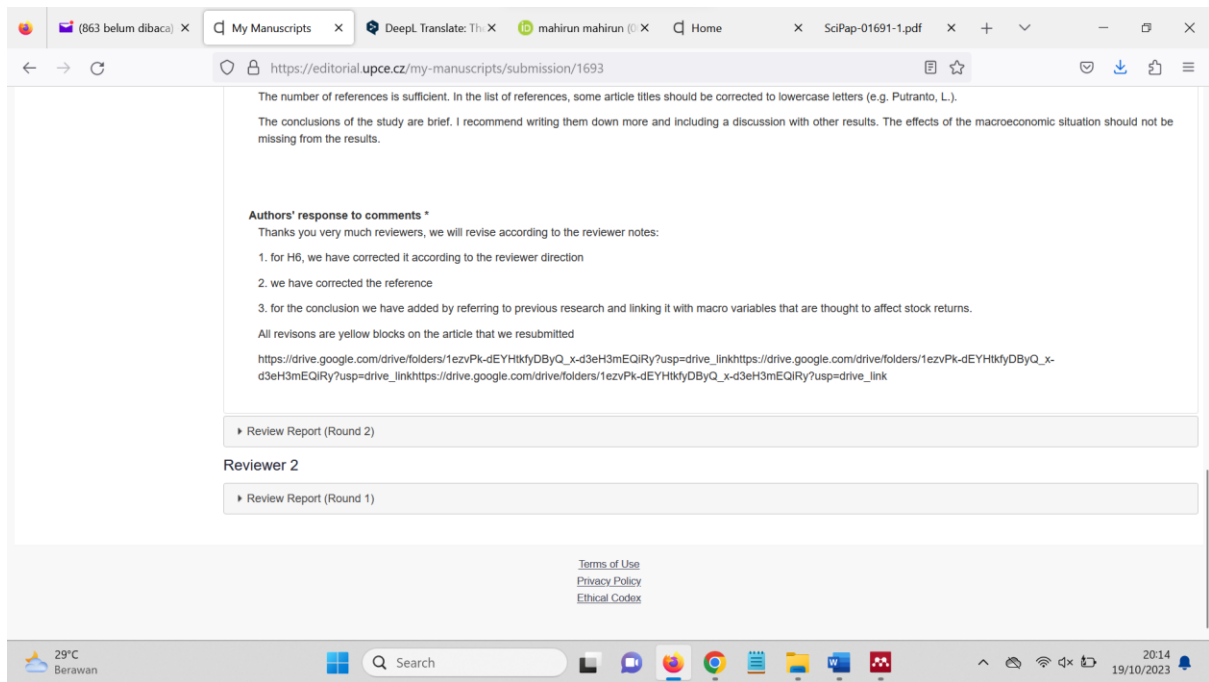 (863 belum dibaca)
My Manuscripts
DeepL Translate: Th
mahirun mahirun (0
Home
SciPap-01691-1.pdf
https://editorial.upce.cz/my-manuscripts/submission/1693
The number of references is sufficient. In the list of references, some article titles should be corrected to lowercase letters (e.g. Putranto, L.).
The conclusions of the study are brief. I recommend writing them down more and including a discussion with other results. The effects of the macroeconomic situation should not be
missing from the results.
Authors' response to comments *
Thanks you very much reviewers, we will revise according to the reviewer notes:
1. for H6, we have corrected it according to the reviewer direction
2. we have corrected the reference
3. for the conclusion we have added by referring to previous research and linking it with macro variables that are thought to affect stock returns.
All revisons are yellow blocks on the article that we resubmitted
https://drive.google.com/drive/folders/1ezvPk-dEYHtkfyDByQ_x-d3eH3mEQiRy?usp=drive_linkhttps://drive.google.com/drive/folders/1ezvPk-dEYHtkfyDByQ_x-
d3eH3mEQiRy?usp=drive_linkhttps://drive.google.com/drive/folders/1ezvPk-dEYHtkfyDByQ_x-d3eH3mEQiRy?usp=drive_link
Review Report (Round 2)
Reviewer 2
Review Report (Round 1)
Terms of Use
Privacy Policy
Ethical Codex
29°C
Berawan
Search
20:14
19/10/2023